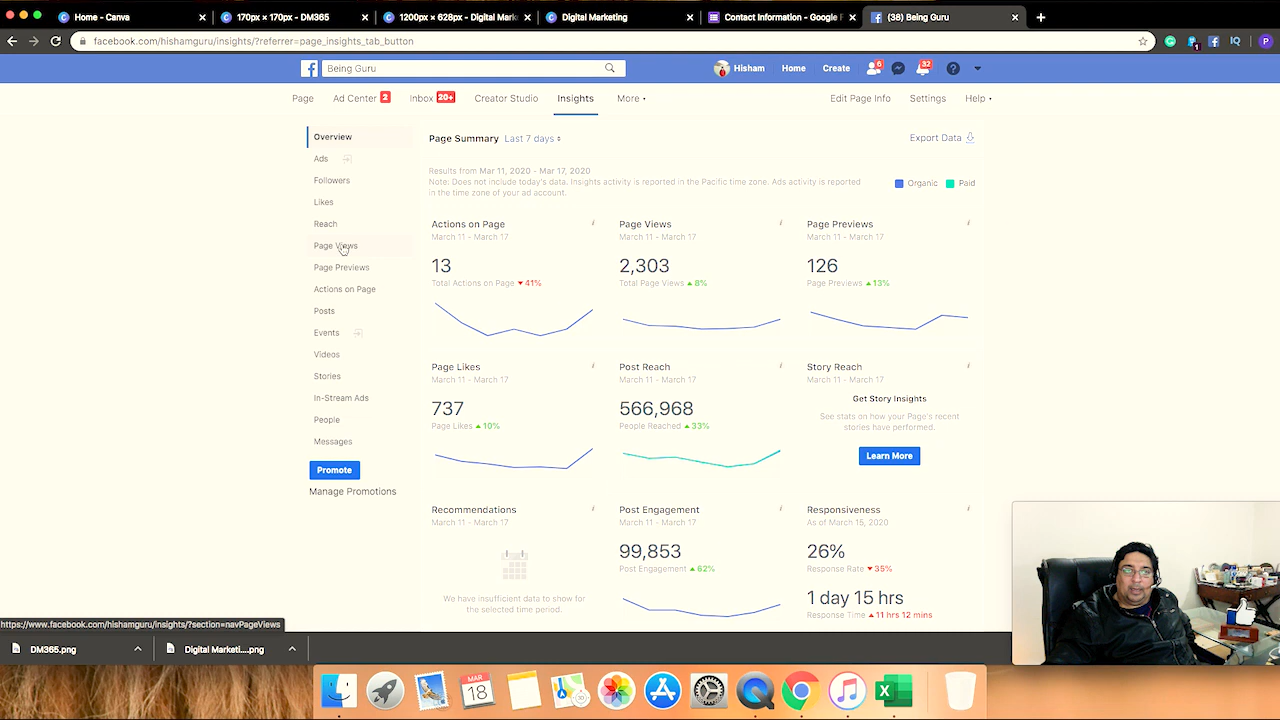 Home - Canva
170px × 170px - DM365
1200px × 628px - Digital Mark
Digital Marketing
Contact Information - Google F
(38) Being Guru
facebook.com/hishamguru/insights/?referrer=page_insights_tab_button
Being Guru
Hisham
Home
Create
6
32
Page
Ad Center 2
Inbox 20+
Creator Studio
Insights
More
Edit Page Info
Settings
Help
Overview
Ads
Followers
Likes
Reach
Page Views
Page Previews
Actions on Page
Posts
Events
Videos
Stories
In-Stream Ads
People
Messages
Promote
Manage Promotions
Page Summary Last 7 days
Export Data
Results from Mar 11, 2020 - Mar 17, 2020
Note: Does not include today's data. Insights activity is reported in the Pacific time zone. Ads activity is reported
in the time zone of your ad account.
Organic
Paid
Actions on Page
March 11 - March 17
13
Total Actions on Page 41%
Page Views
March 11 - March 17
2,303
Total Page Views 8%
Page Previews
March 11 - March 17
126
Page Previews 13%
Page Likes
March 11 - March 17
737
Page Likes 10%
Post Reach
March 11 - March 17
566,968
People Reached 33%
Story Reach
March 11 - March 17
Get Story Insights
See stats on how your Page's recent
stories have performed.
Learn More
Recommendations
March 11 - March 17
We have insufficient data to show for
the selected time period.
Post Engagement
March 11 - March 17
99,853
Post Engagement 62%
Responsiveness
As of March 15, 2020
26%
Response Rate 35%
1 day 15 hrs
Response Time 11 hrs 12 mins
https://www.facebook.com/hishamguru/insights/?section=navPageViews
DM365.png
Digital Marketi....png
MAR
18